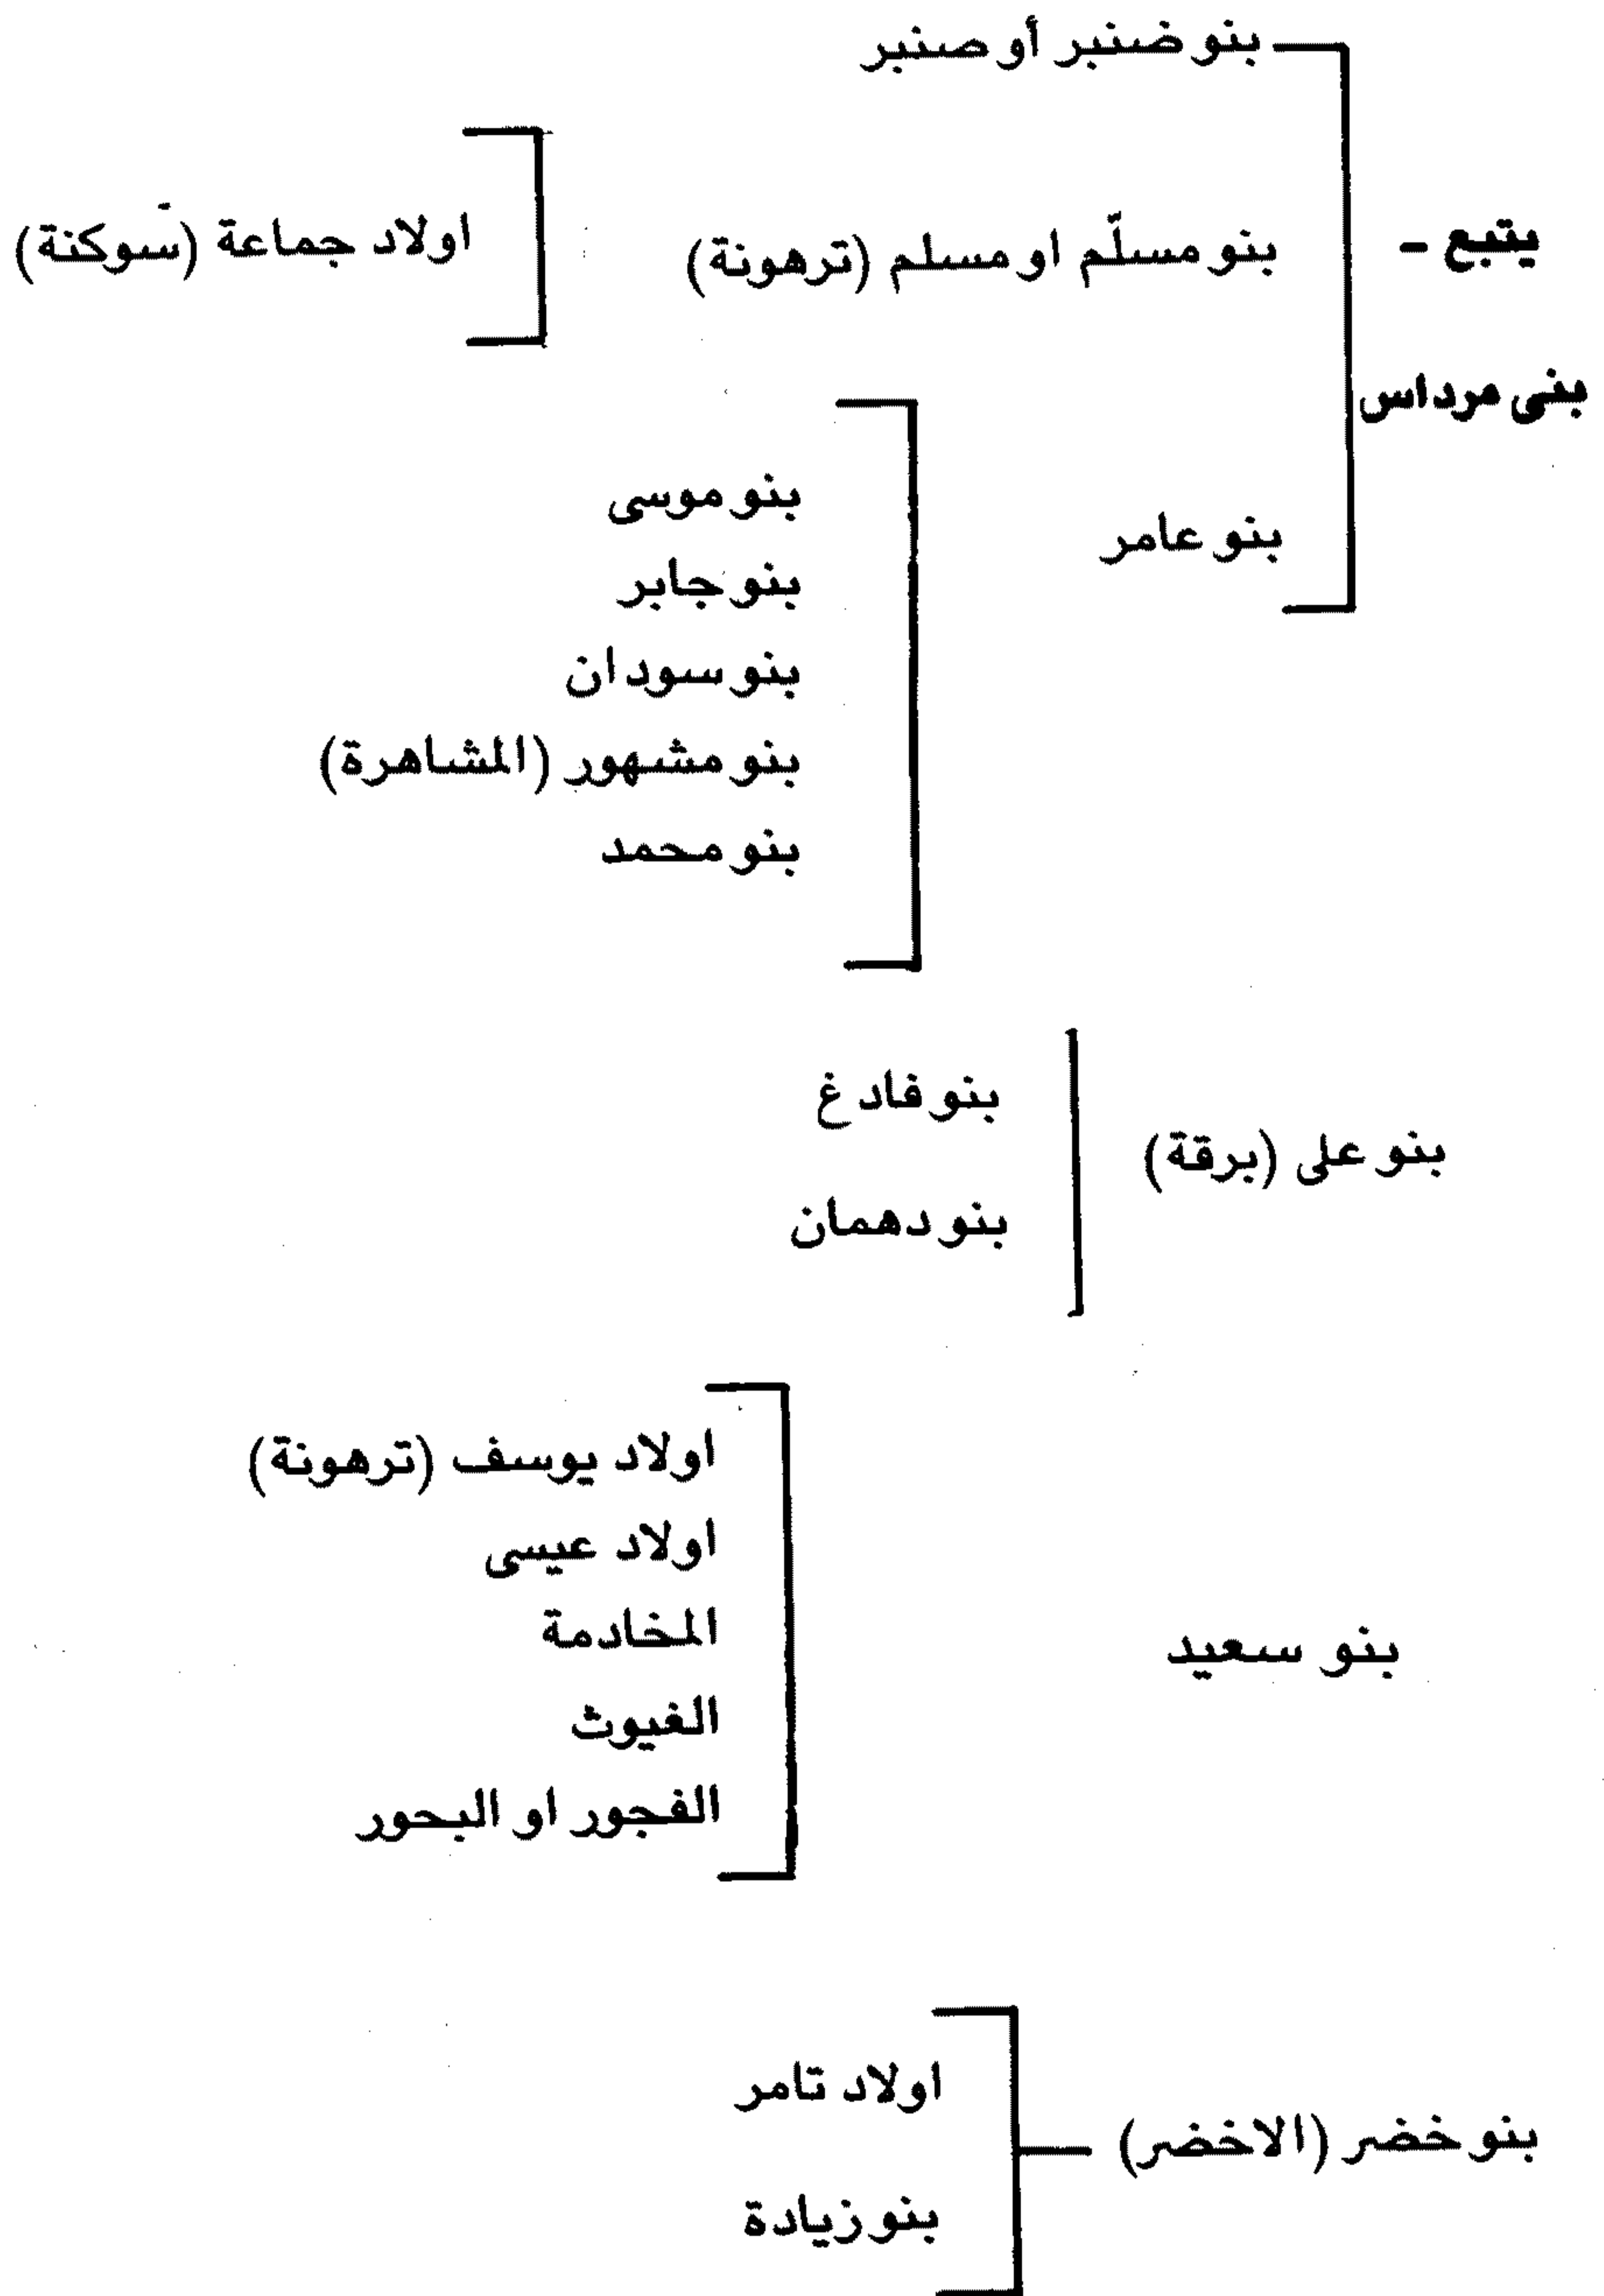 بنو ضنبر أو صنبر
يتبع -
بنو مسلّم او مسلم (ترهونة)
اولاد جماعة (سوكنة)
بنى مرداس
بنو عامر
بنو موسى
بنو جابر
بنو سودان
بنو مشهور (المشاهرة)
بنو محمد
بنو على (برقة)
بنو فادغ
بنو دهمان
بنو سعيد
اولاد يوسف (ترهونة)
اولاد عيسى
المخادمة
الغيوث
الفجور او البحور
بنو خضر (الاخضر)
اولاد تامر
بنو زيادة